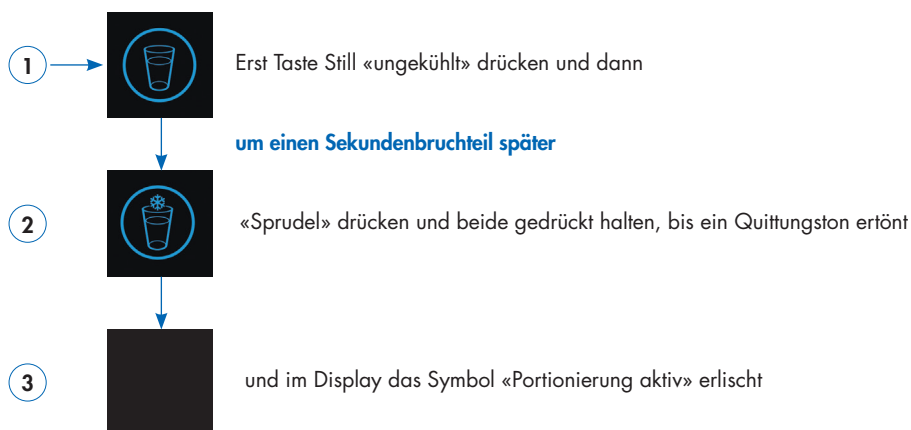 1
Erst Taste Still «ungekühlt» drücken und dann
um einen Sekundenbruchteil später
2
«Sprudel» drücken und beide gedrückt halten, bis ein Quittungston ertönt
3
und im Display das Symbol «Portionierung aktiv» erlischt